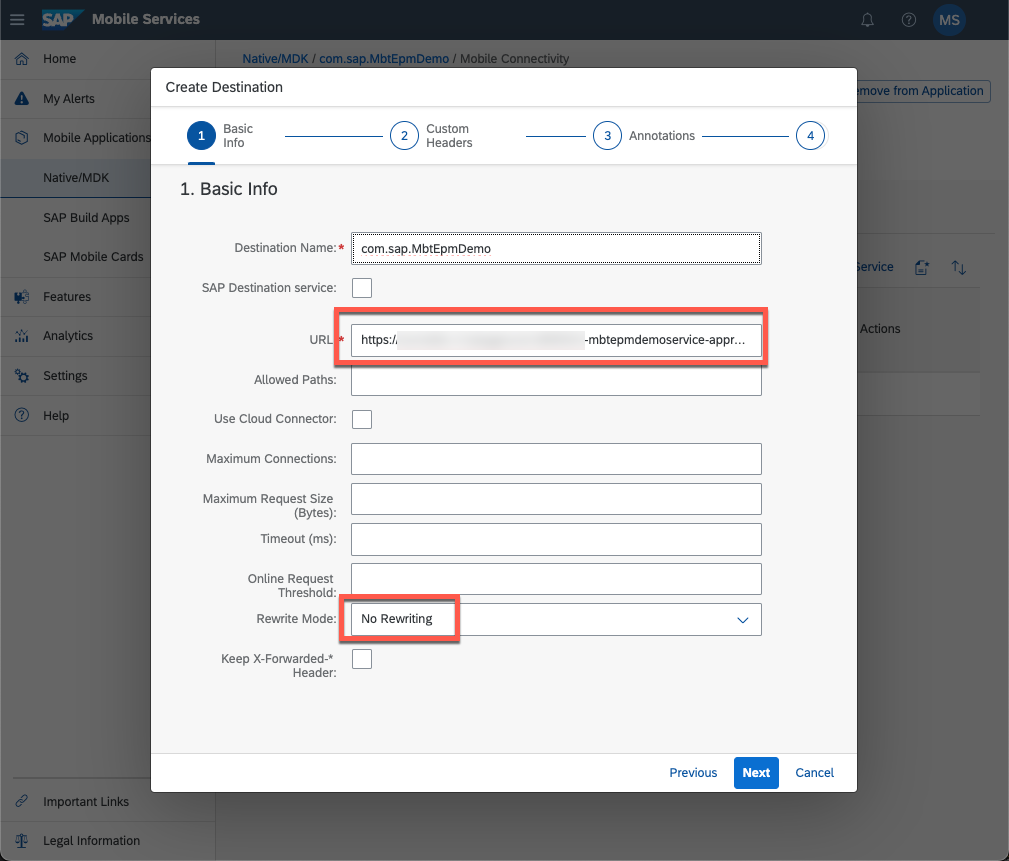 SAP Mobile Services
MS
Home
My Alerts
Mobile Applications
Native/MDK
SAP Build Apps
SAP Mobile Cards
Features
Analytics
Settings
Help
Important Links
Legal Information
Native/MDK / com.sap.MbtEpmDemo / Mobile Connectivity
emove from Application
Service
Actions
Create Destination
1 Basic
Info
2 Custom
Headers
3 Annotations
4
1. Basic Info
Destination Name:* com.sap.MbtEpmDemo
SAP Destination service:
URL * https:/ -mbtepmdemoservice-appr...
Allowed Paths:
Use Cloud Connector:
Maximum Connections:
Maximum Request Size
(Bytes):
Timeout (ms):
Online Request
Threshold:
Rewrite Mode: No Rewriting
Keep X-Forwarded-*
Header:
Previous Next Cancel